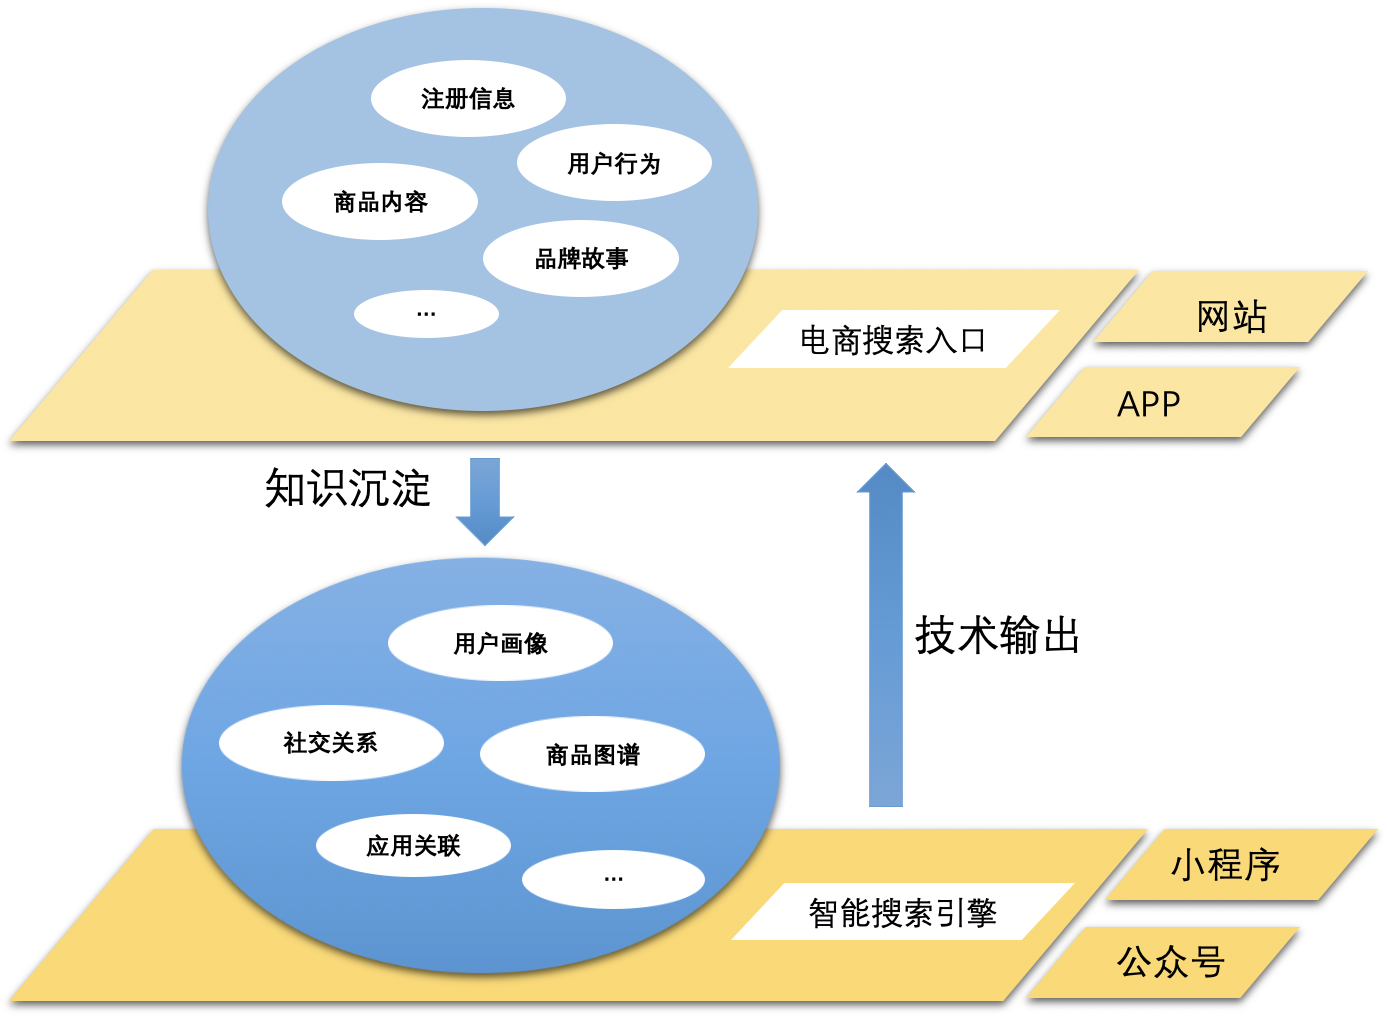 注册信息
用户行为
商品内容
品牌故事
...
电商搜索入口
网站
APP
知识沉淀
技术输出
用户画像
社交关系
商品图谱
应用关联
...
智能搜索引擎
小程序
公众号